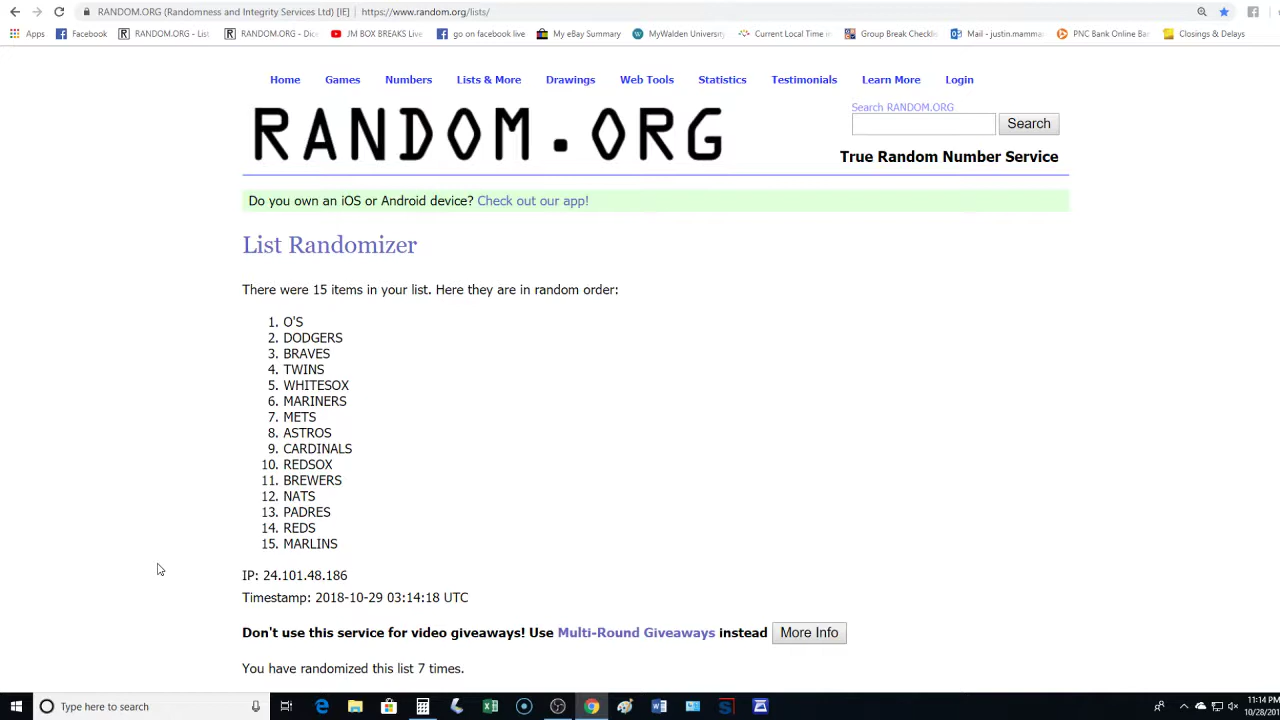 RANDOM.ORG (Randomness and Integrity Services Ltd) [IE] | https://www.random.org/lists/
Apps Facebook RANDOM.ORG - List RANDOM.ORG - Dice JM BOX BREAKS Live go on facebook live My eBay Summary MyWalden Univers Current Local Time in Group Break Checkli Mail - justin.mamma PNC Bank Online Ban Closings & Delays
Home Games Numbers Lists & More Drawings Web Tools Statistics Testimonials Learn More Login
Search RANDOM.ORG
RANDOM.ORG
Search
True Random Number Service
Do you own an iOS or Android device? Check out our app!
List Randomizer
There were 15 items in your list. Here they are in random order:
1. O'S
2. DODGERS
3. BRAVES
4. TWINS
5. WHITESOX
6. MARINERS
7. METS
8. ASTROS
9. CARDINALS
10. REDSOX
11. BREWERS
12. NATS
13. PADRES
14. REDS
15. MARLINS
IP: 24.101.48.186
Timestamp: 2018-10-29 03:14:18 UTC
Don't use this service for video giveaways! Use Multi-Round Giveaways instead More Info
You have randomized this list 7 times.
Type here to search
11:14 PM
10/28/201